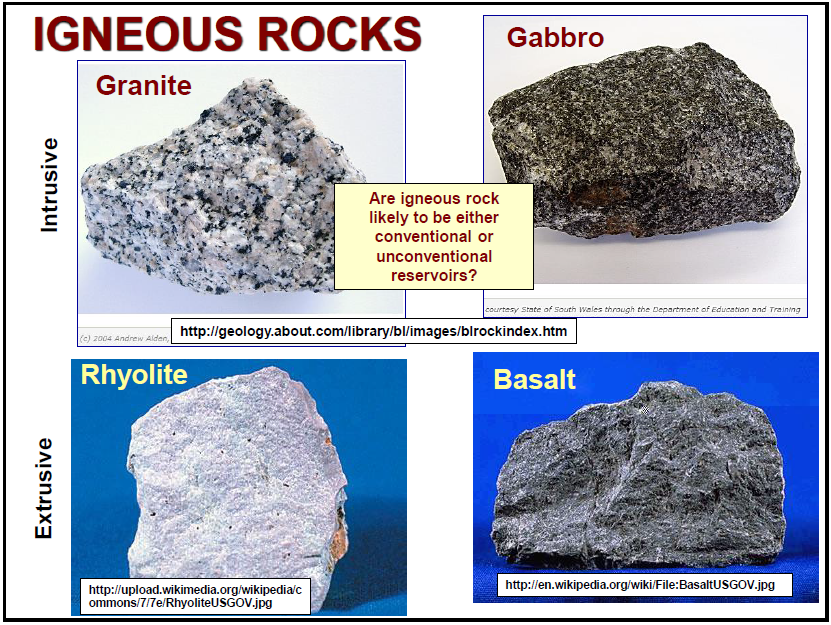 IGNEOUS ROCKS
Granite
Gabbro
Intrusive
Are igneous rock
likely to be either
conventional or
unconventional
reservoirs?
courtesy State of South Wales through the Department of Education and Training
(c) 2004 Andrew Alden,
http://geology.about.com/library/bl/images/blrockindex.htm
Rhyolite
Basalt
Extrusive
http://upload.wikimedia.org/wikipedia/c
ommons/7/7e/RhyoliteUSGOV.jpg
http://en.wikipedia.org/wiki/File:BasaltUSGOV.jpg